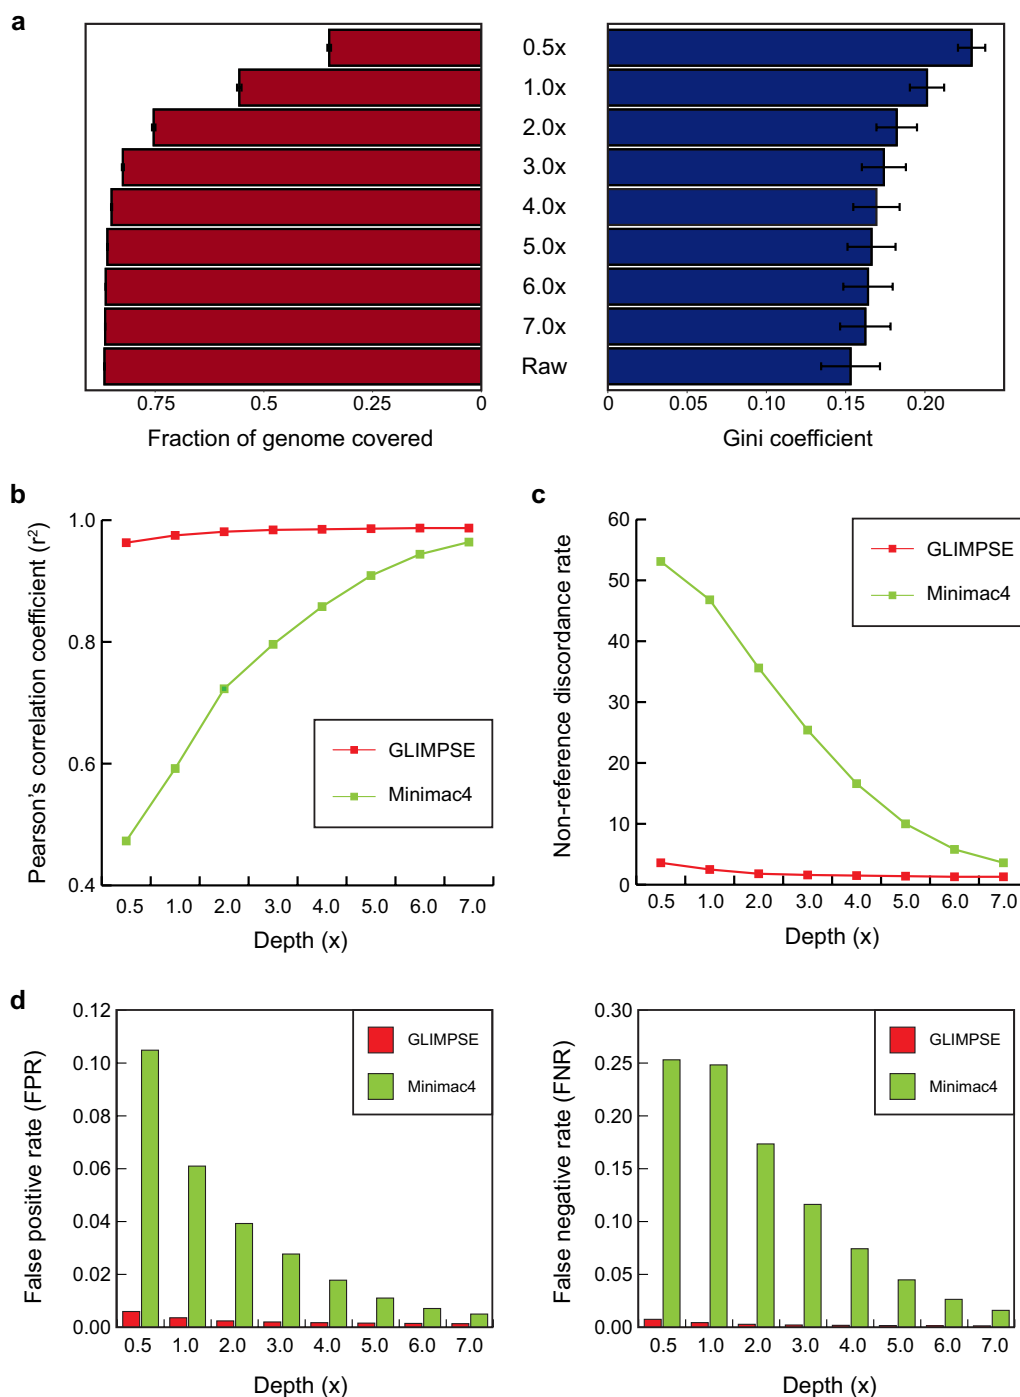 a
0.5x
1.0x
2.0x
3.0x
4.0x
5.0x
6.0x
7.0x
Raw
0.75 0.5 0.25 0
Fraction of genome covered
0 0.05 0.10 0.15 0.20
Gini coefficient
b
Pearson's correlation coefficient (r²)
1.0
0.8
0.6
0.4
GLIMPSE
Minimac4
0.5 1.0 2.0 3.0 4.0 5.0 6.0 7.0
Depth (x)
c
Non-reference discordance rate
60
50
40
30
20
10
0
GLIMPSE
Minimac4
0.5 1.0 2.0 3.0 4.0 5.0 6.0 7.0
Depth (x)
d
False positive rate (FPR)
0.12
0.10
0.08
0.06
0.04
0.02
0.00
GLIMPSE
Minimac4
0.5 1.0 2.0 3.0 4.0 5.0 6.0 7.0
Depth (x)
False negative rate (FNR)
0.30
0.25
0.20
0.15
0.10
0.05
0.00
GLIMPSE
Minimac4
0.5 1.0 2.0 3.0 4.0 5.0 6.0 7.0
Depth (x)